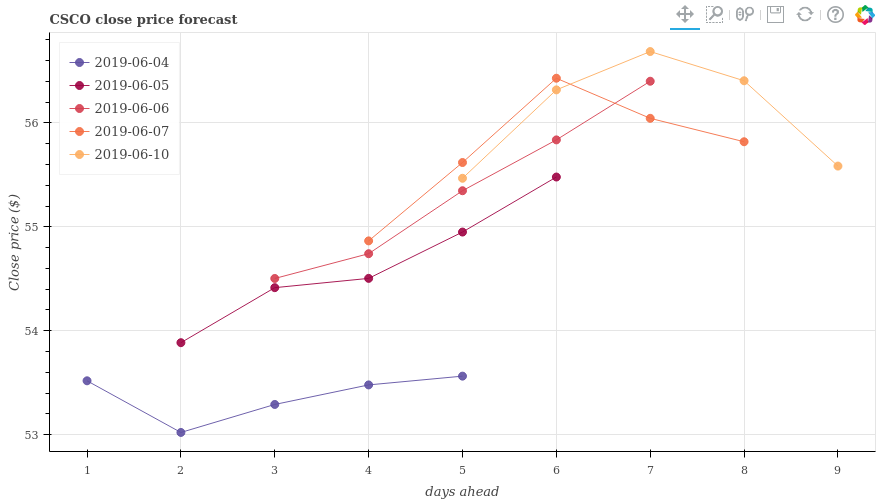 CSCO close price forecast
2019-06-04
2019-06-05
2019-06-06
2019-06-07
2019-06-10
Close price ($)
56
55
54
53
1 2 3 4 5 6 7 8 9
days ahead